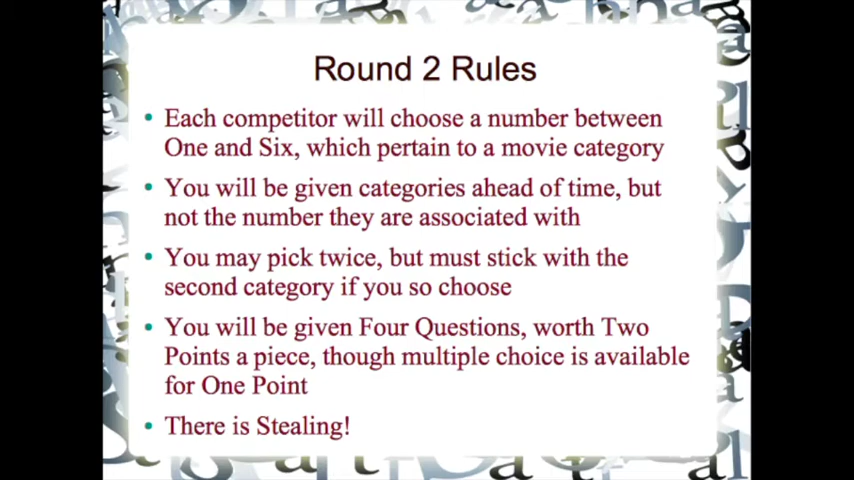 Round 2 Rules
• Each competitor will choose a number between
One and Six, which pertain to a movie category
• You will be given categories ahead of time, but
not the number they are associated with
• You may pick twice, but must stick with the
second category if you so choose
• You will be given Four Questions, worth Two
Points a piece, though multiple choice is available
for One Point
• There is Stealing!